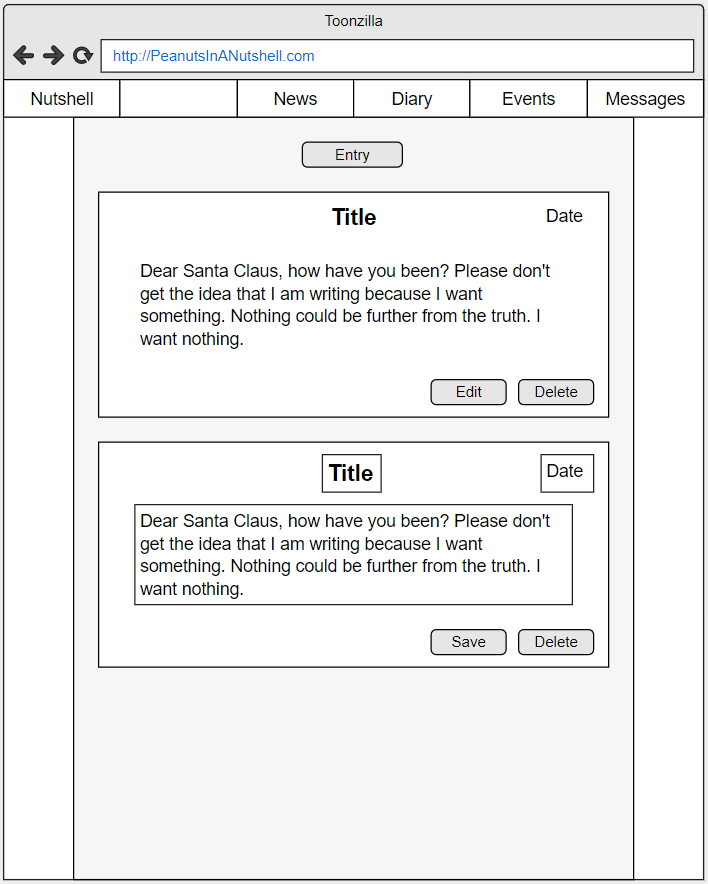 Toonzilla
http://PeanutsInANutshell.com
Nutshell News Diary Events Messages
Entry
Title Date
Dear Santa Claus, how have you been? Please don't
get the idea that I am writing because I want
something. Nothing could be further from the truth. I
want nothing.
Edit Delete
Title Date
Dear Santa Claus, how have you been? Please don't
get the idea that I am writing because I want
something. Nothing could be further from the truth. I
want nothing.
Save Delete